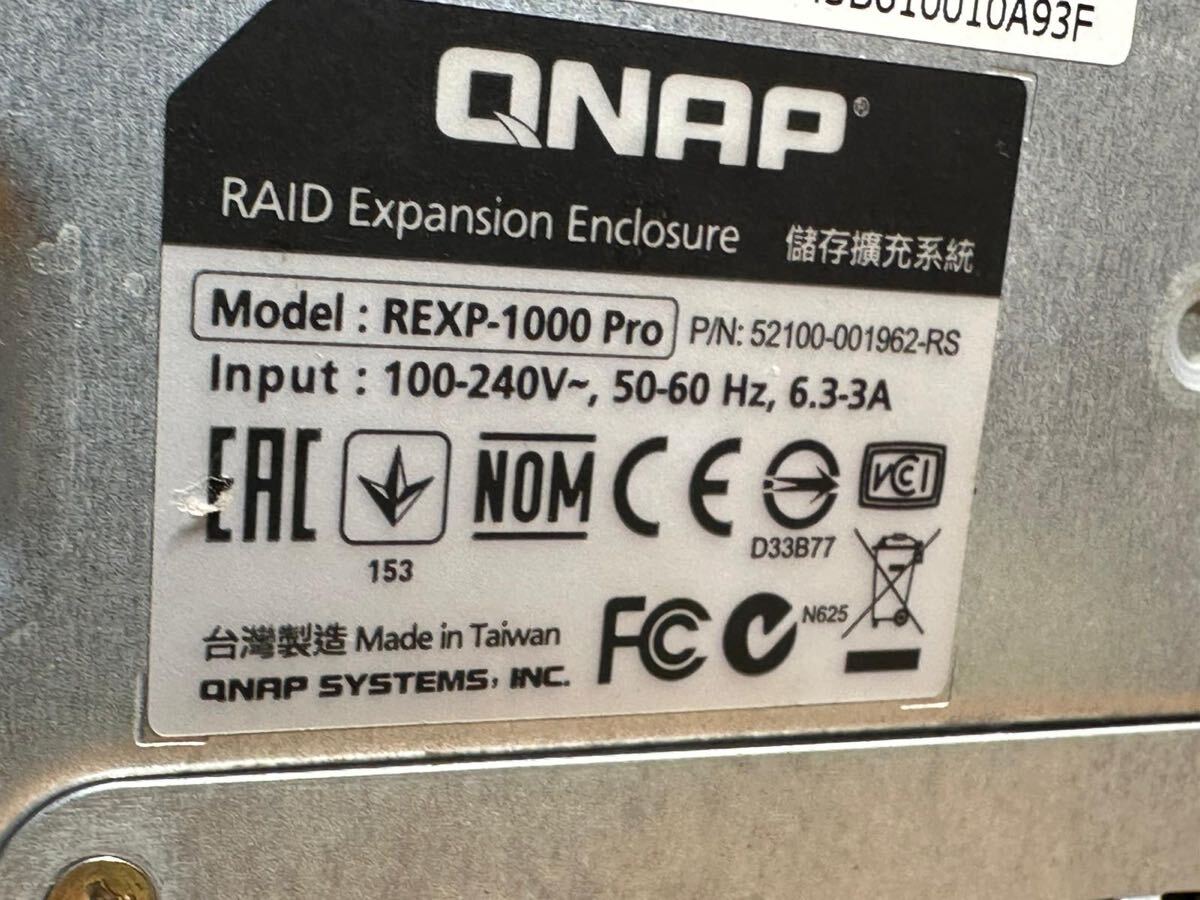 QNAP®
RAID Expansion Enclosure 儲存擴充系統
Model : REXP-1000 Pro P/N: 52100-001962-RS
Input : 100-240V~, 50-60 Hz, 6.3-3A
EAC NOM CE VCI
153 D33B77
台灣製造 Made in Taiwan FC N625
QNAP SYSTEMS, INC.